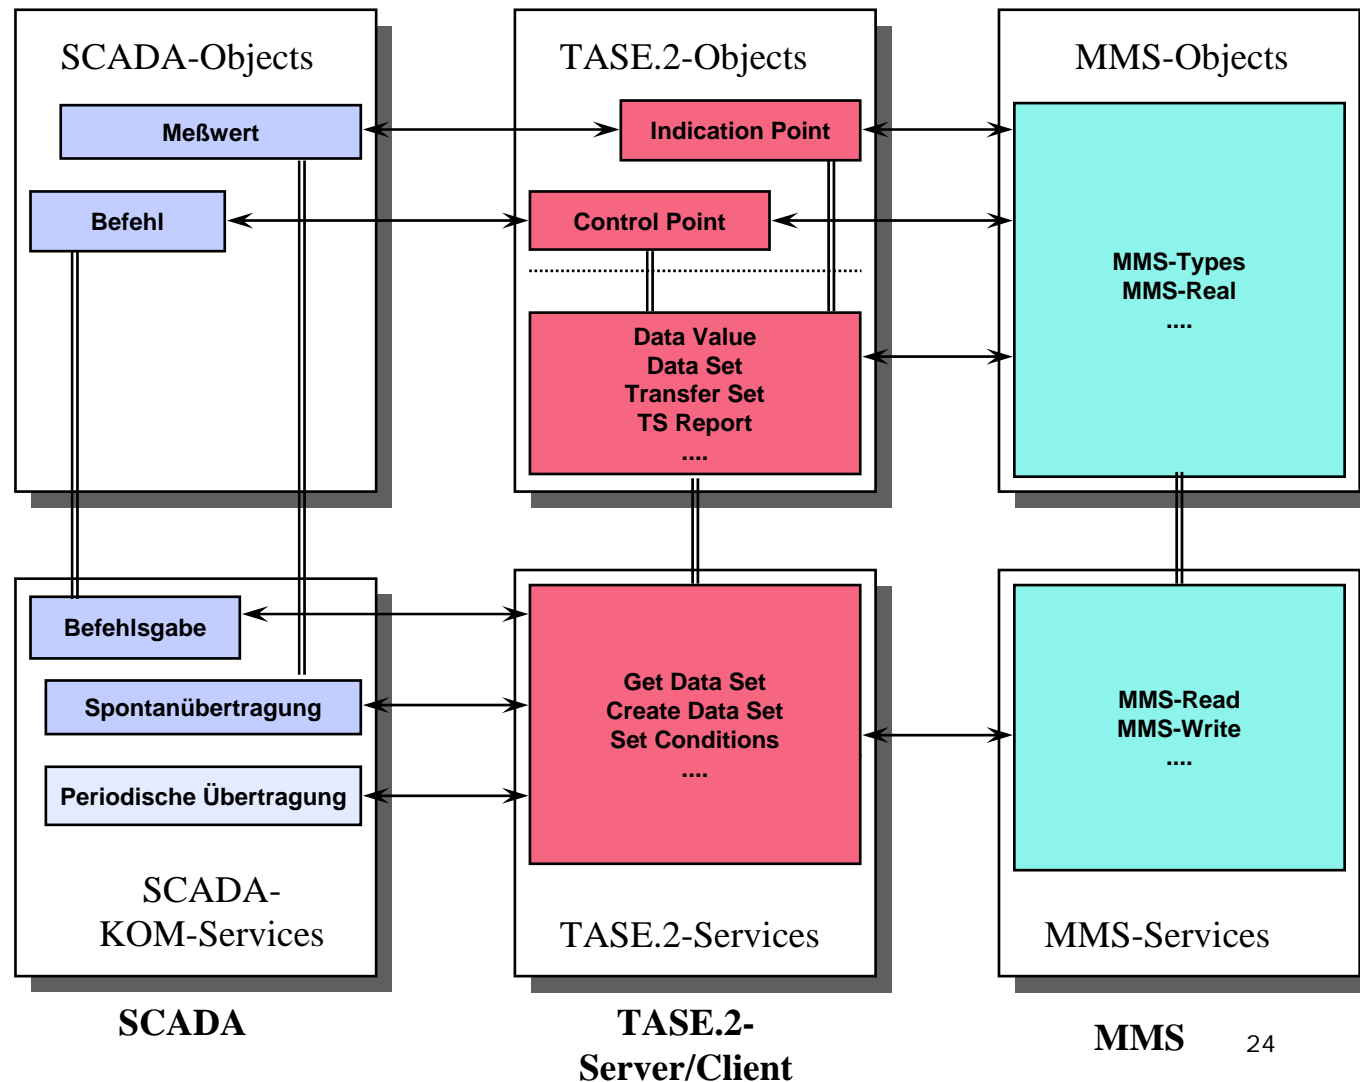 SCADA-Objects
Meßwert
Befehl
TASE.2-Objects
Indication Point
Control Point
Data Value
Data Set
Transfer Set
TS Report
....
MMS-Objects
MMS-Types
MMS-Real
....
Befehlsgabe
Spontanübertragung
Periodische Übertragung
SCADA-
KOM-Services
Get Data Set
Create Data Set
Set Conditions
....
TASE.2-Services
MMS-Read
MMS-Write
....
MMS-Services
SCADA
TASE.2-
Server/Client
MMS
24